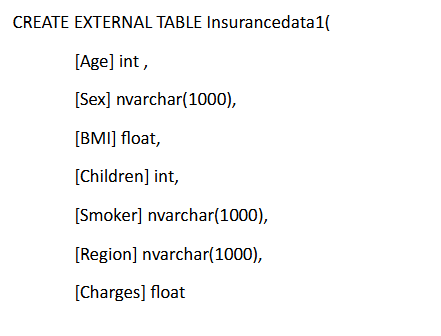 CREATE EXTERNAL TABLE Insurancedata1(
[Age] int ,
[Sex] nvarchar(1000),
[BMI] float,
[Children] int,
[Smoker] nvarchar(1000),
[Region] nvarchar(1000),
[Charges] float